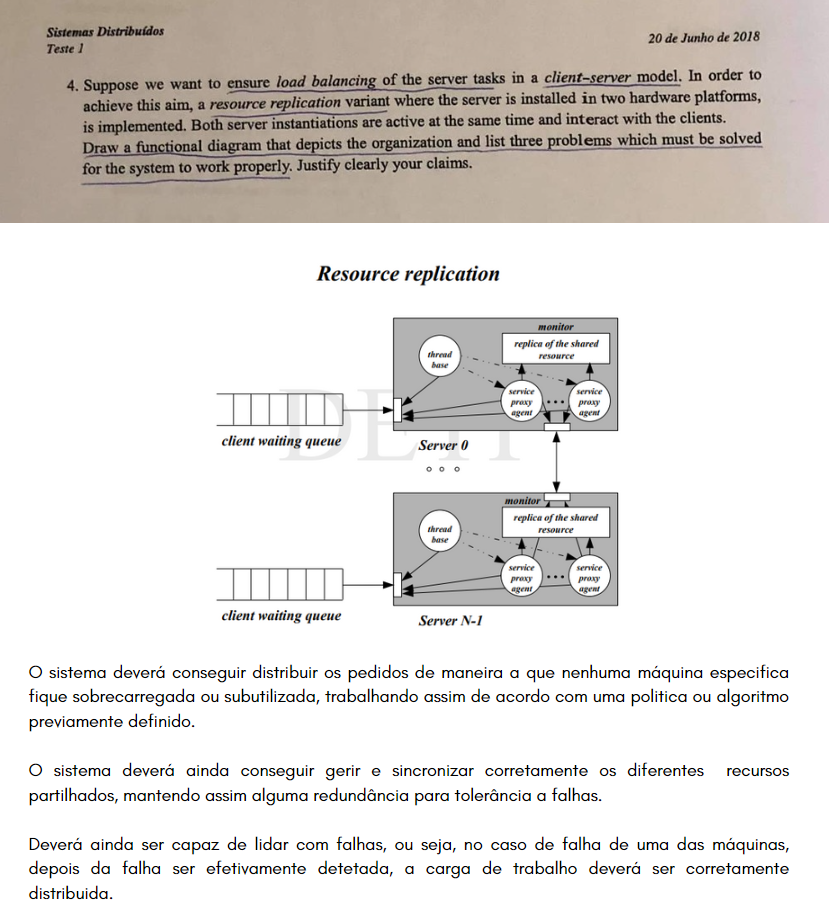 Sistemas Distribuídos
Teste 1
20 de Junho de 2018
4. Suppose we want to ensure load balancing of the server tasks in a client–server model. In order to
achieve this aim, a resource replication variant where the server is installed in two hardware platforms,
is implemented. Both server instantiations are active at the same time and interact with the clients.
Draw a functional diagram that depicts the organization and list three problems which must be solved
for the system to work properly. Justify clearly your claims.
Resource replication
DETI
monitor
replica of the shared
resource
thread
base
service
proxy
agent
service
proxy
agent
client waiting queue
Server 0
monitor
replica of the shared
resource
thread
base
service
proxy
agent
service
proxy
agent
client waiting queue
Server N-1
O sistema deverá conseguir distribuir os pedidos de maneira a que nenhuma máquina especifica
fique sobrecarregada ou subutilizada, trabalhando assim de acordo com uma politica ou algoritmo
previamente definido.
O sistema deverá ainda conseguir gerir e sincronizar corretamente os diferentes recursos
partilhados, mantendo assim alguma redundância para tolerância a falhas.
Deverá ainda ser capaz de lidar com falhas, ou seja, no caso de falha de uma das máquinas,
depois da falha ser efetivamente detetada, a carga de trabalho deverá ser corretamente
distribuida.